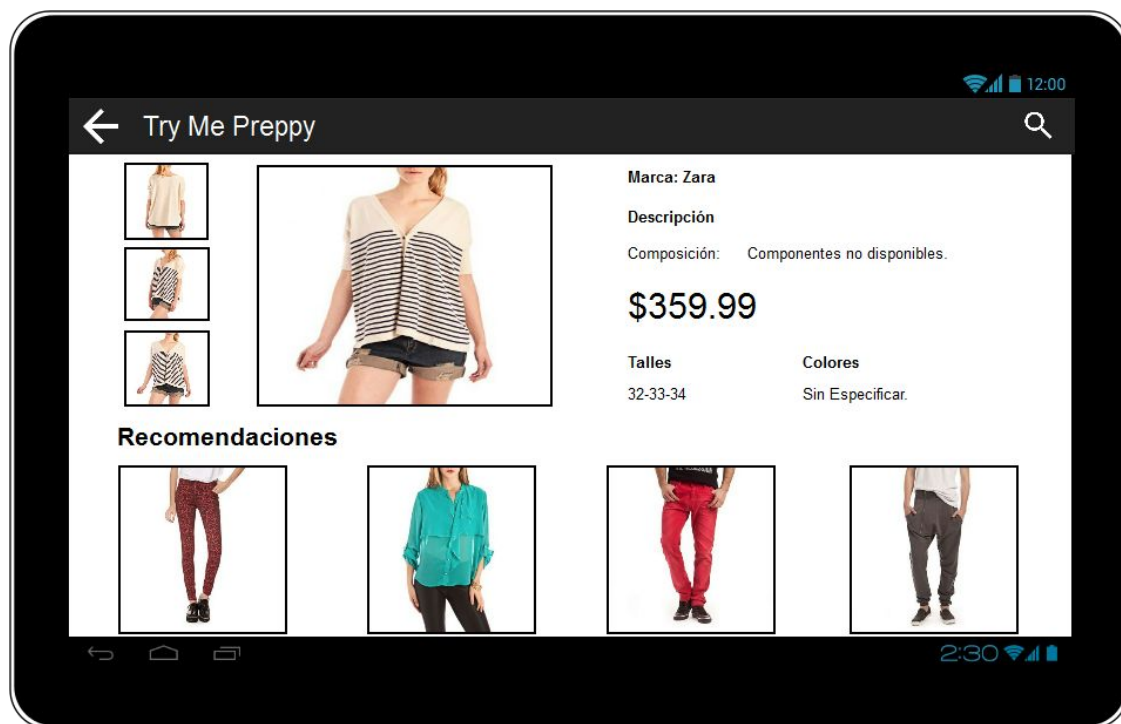 12:00
Try Me Preppy
Marca: Zara
Descripción
Composición: Componentes no disponibles.
$359.99
Talles Colores
32-33-34 Sin Especificar.
Recomendaciones
2:30